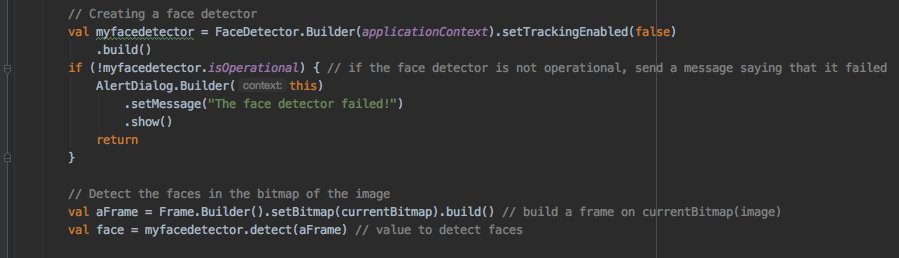 // Creating a face detector
val myfacedetector = FaceDetector.Builder(applicationContext).setTrackingEnabled(false)
.build()
if (!myfacedetector.isOperational) { // if the face detector is not operational, send a message saying that it failed
AlertDialog.Builder( context: this)
.setMessage("The face detector failed!")
.show()
return
}
// Detect the faces in the bitmap of the image
val aFrame = Frame.Builder().setBitmap(currentBitmap).build() // build a frame on currentBitmap(image)
val face = myfacedetector.detect(aFrame) // value to detect faces